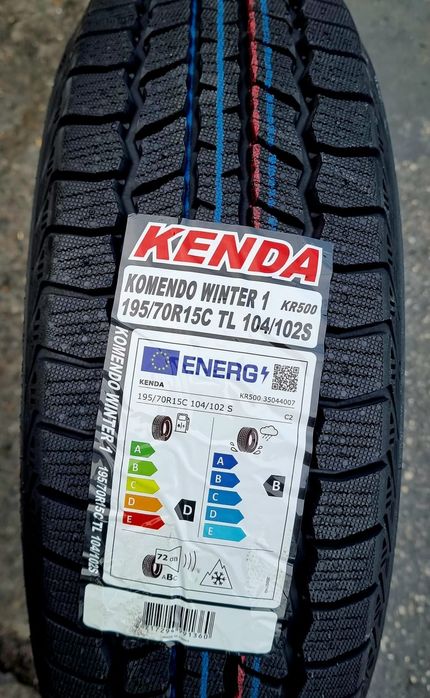 KENDA
KOMENDO WINTER 1 KR500
195/70R15C TL 104/102S
KOMENDO WINTER 1
195/70R15C TL 104/102S
ENERG
KENDA KR500 35044007
195/70R15C 104/102 S C2
A A
B B B
C C
D D D
E E
72 dB
ABC